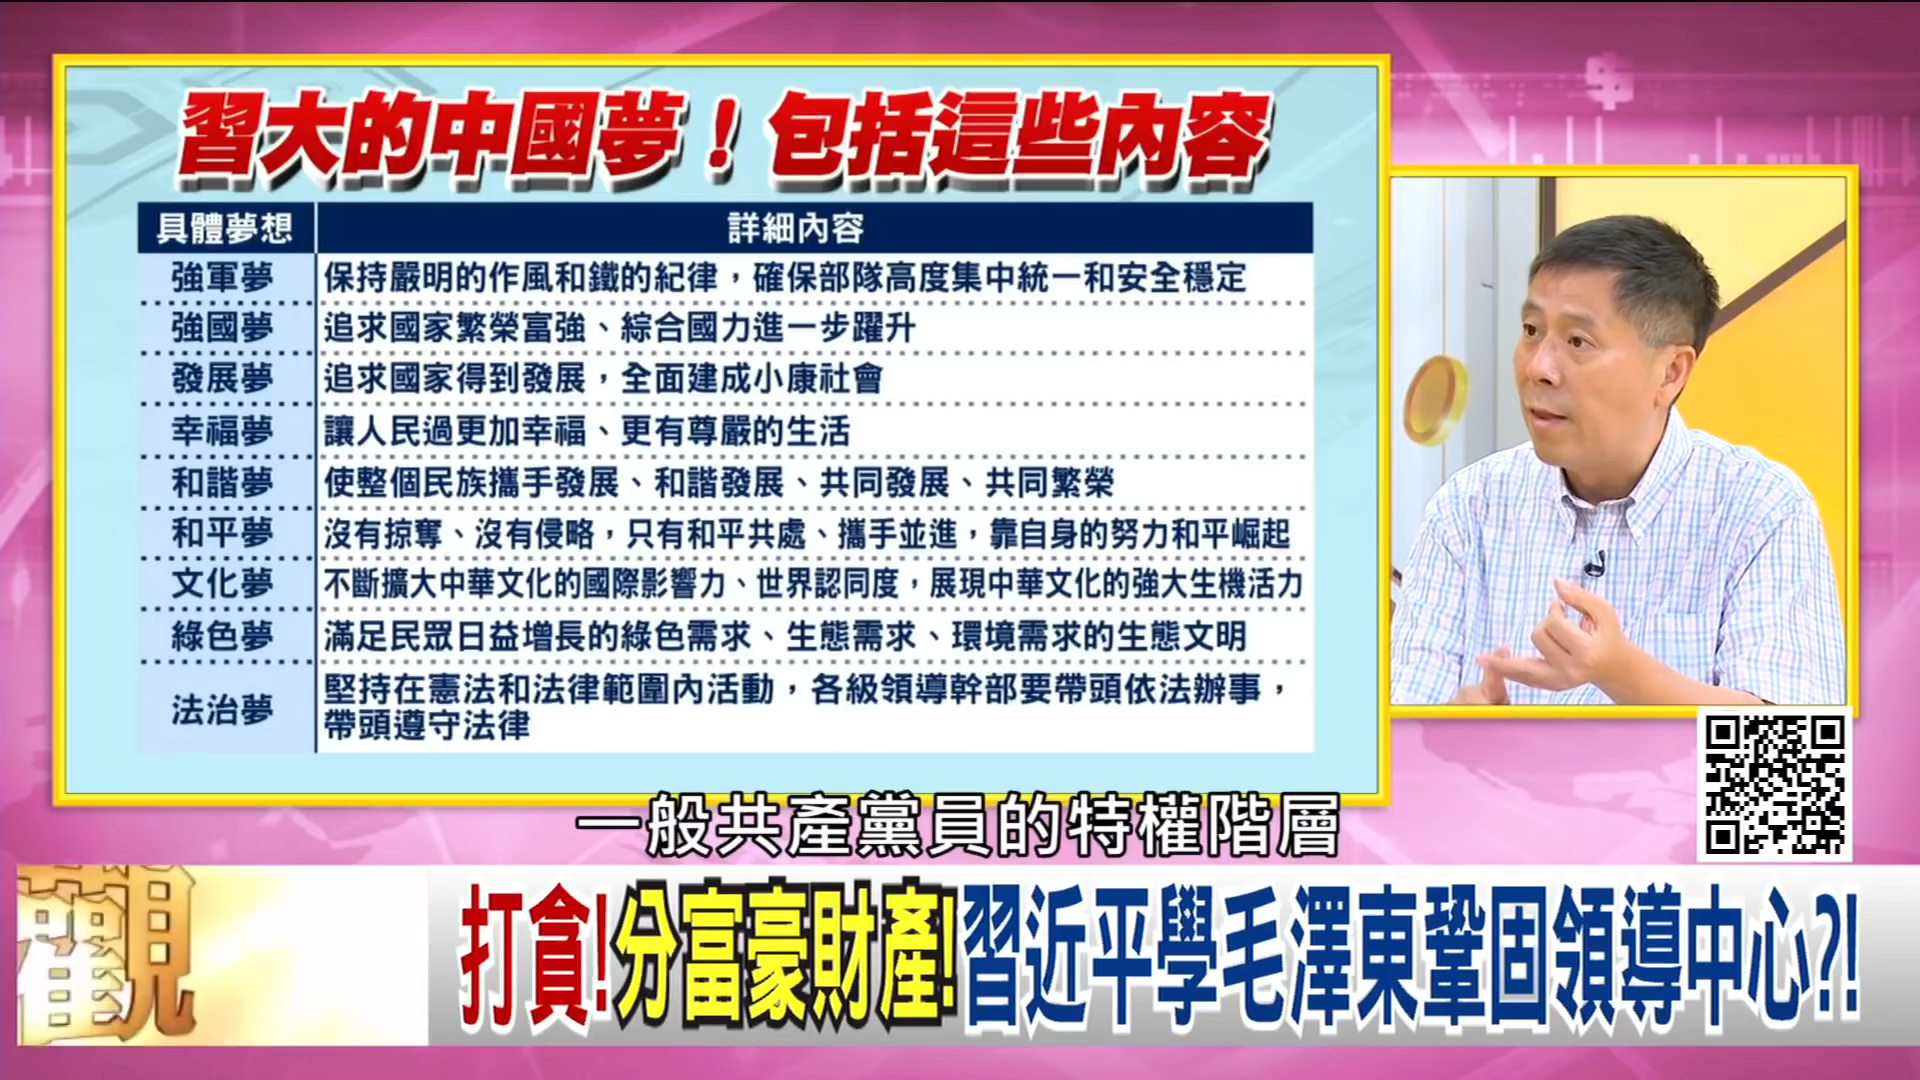 習大的中國夢！包括這些內容
具體夢想 詳細內容
強軍夢 保持嚴明的作風和鐵的紀律，確保部隊高度集中統一和安全穩定
強國夢 追求國家繁榮富強、綜合國力進一步躍升
發展夢 追求國家得到發展，全面建成小康社會
幸福夢 讓人民過更加幸福、更有尊嚴的生活
和諧夢 使整個民族攜手發展、和諧發展、共同發展、共同繁榮
和平夢 沒有掠奪、沒有侵略，只有和平共處、攜手並進，靠自身的努力和平崛起
文化夢 不斷擴大中華文化的國際影響力、世界認同度，展現中華文化的強大生機活力
綠色夢 滿足民眾日益增長的綠色需求、生態需求、環境需求的生態文明
法治夢 堅持在憲法和法律範圍內活動，各級領導幹部要帶頭依法辦事，
帶頭遵守法律
一般共產黨員的特權階層
觀
打貪!分富豪財產!習近平學毛澤東鞏固領導中心?!